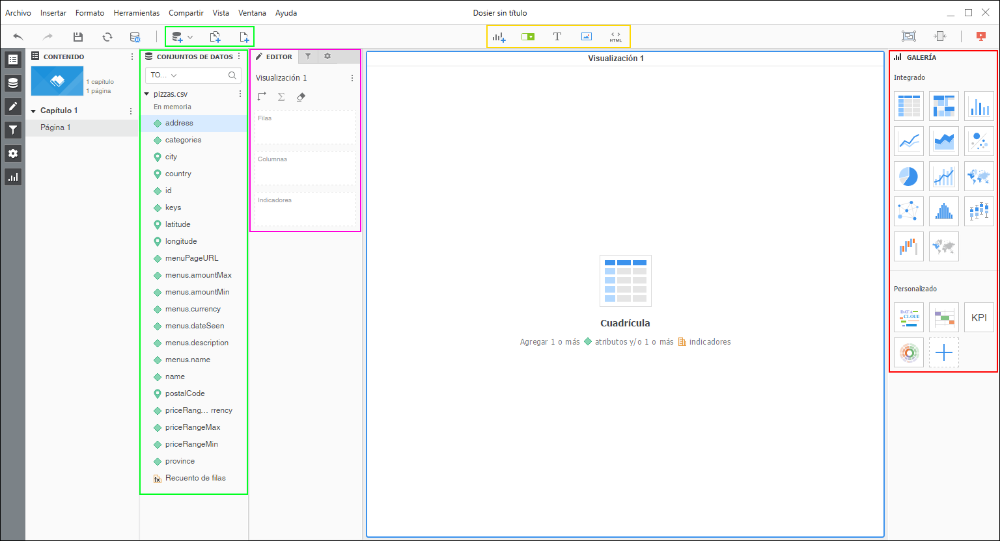 Archivo Insertar Formato Herramientas Compartir Vista Ventana Ayuda
Dosier sin título
HTML
CONTENIDO
1 capítulo
1 página
Capítulo 1
Página 1
CONJUNTOS DE DATOS
TO...
pizzas.csv
En memoria
address
categories
city
country
id
keys
latitude
longitude
menuPageURL
menus.amountMax
menus.amountMin
menus.currency
menus.dateSeen
menus.description
menus.name
name
postalCode
priceRang... rrency
priceRangeMax
priceRangeMin
province
fx Recuento de filas
EDITOR
Visualización 1
Filas
Columnas
Indicadores
Visualización 1
Cuadrícula
Agregar 1 o más atributos y/o 1 o más indicadores
GALERÍA
Integrado
Personalizado
DATA
CLOUD
KPI